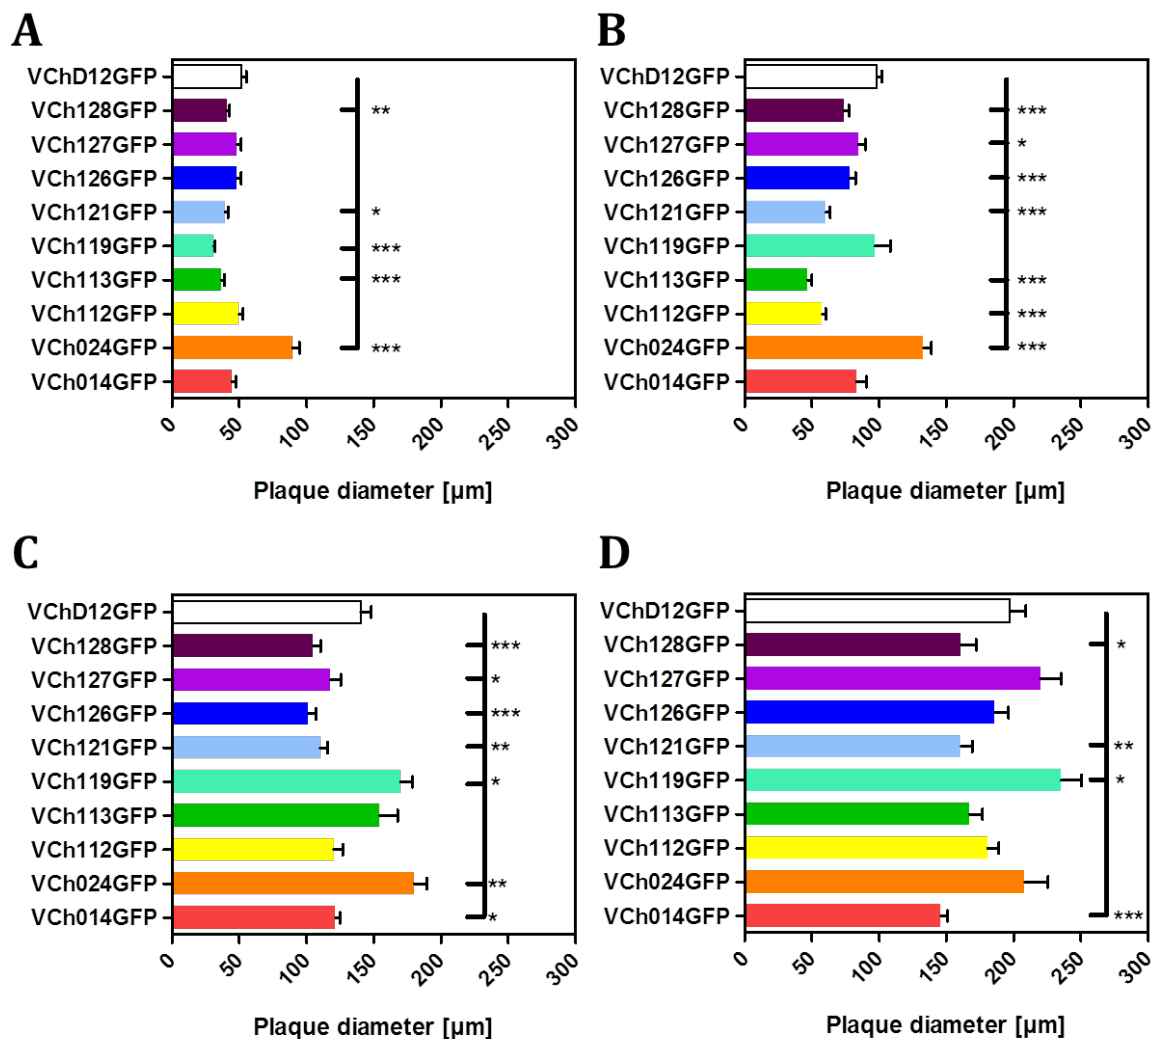 A
VChD12GFP
VCh128GFP **
VCh127GFP
VCh126GFP
VCh121GFP *
VCh119GFP ***
VCh113GFP ***
VCh112GFP
VCh024GFP ***
VCh014GFP
0 50 100 150 200 250 300
Plaque diameter [µm]
B
VChD12GFP
VCh128GFP ***
VCh127GFP *
VCh126GFP ***
VCh121GFP ***
VCh119GFP
VCh113GFP ***
VCh112GFP ***
VCh024GFP ***
VCh014GFP
0 50 100 150 200 250 300
Plaque diameter [µm]
C
VChD12GFP
VCh128GFP ***
VCh127GFP *
VCh126GFP ***
VCh121GFP **
VCh119GFP *
VCh113GFP
VCh112GFP
VCh024GFP **
VCh014GFP *
0 50 100 150 200 250 300
Plaque diameter [µm]
D
VChD12GFP
VCh128GFP *
VCh127GFP
VCh126GFP
VCh121GFP **
VCh119GFP *
VCh113GFP
VCh112GFP
VCh024GFP
VCh014GFP ***
0 50 100 150 200 250 300
Plaque diameter [µm]